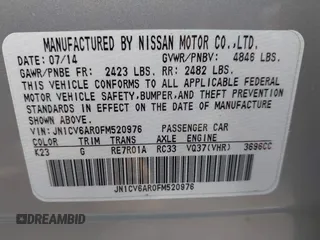 MANUFACTURED BY NISSAN MOTOR CO.,LTD.
DATE: 07/14 GVWR/PNBV: 4846 LBS.
GAWR/PNBE FR: 2423 LBS. RR: 2482 LBS.
THIS VEHICLE CONFORMS TO ALL APPLICABLE FEDERAL
MOTOR VEHICLE SAFETY,BUMPER,AND THEFT PREVENTION
STANDARDS IN EFFECT ON THE DATE OF MANUFACTURE
SHOWN ABOVE.
VIN: JN1CV6AR0FM520976 PASSENGER CAR
COLOR TRIM TRANS AXLE ENGINE
K23 G RE7R01A RC33 VQ37(VHR) 3696CC
JN1CV6AR0FM520976
©IAAI/BIDMOTO